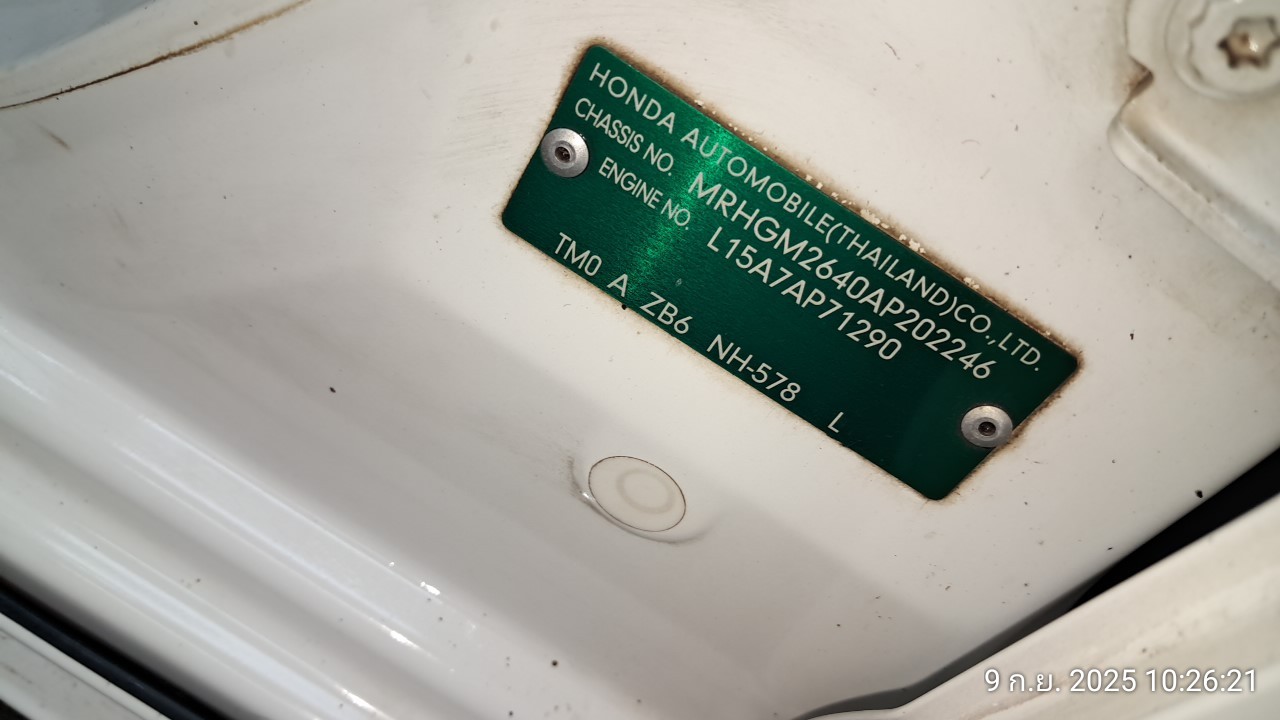 HONDA AUTOMOBILE(THAILAND)CO.,LTD.
CHASSIS NO. MRHGM2640AP202246
ENGINE NO. L15A7AP71290
TM0 A ZB6 NH-578 L
9 ก.ย. 2025 10:26:21